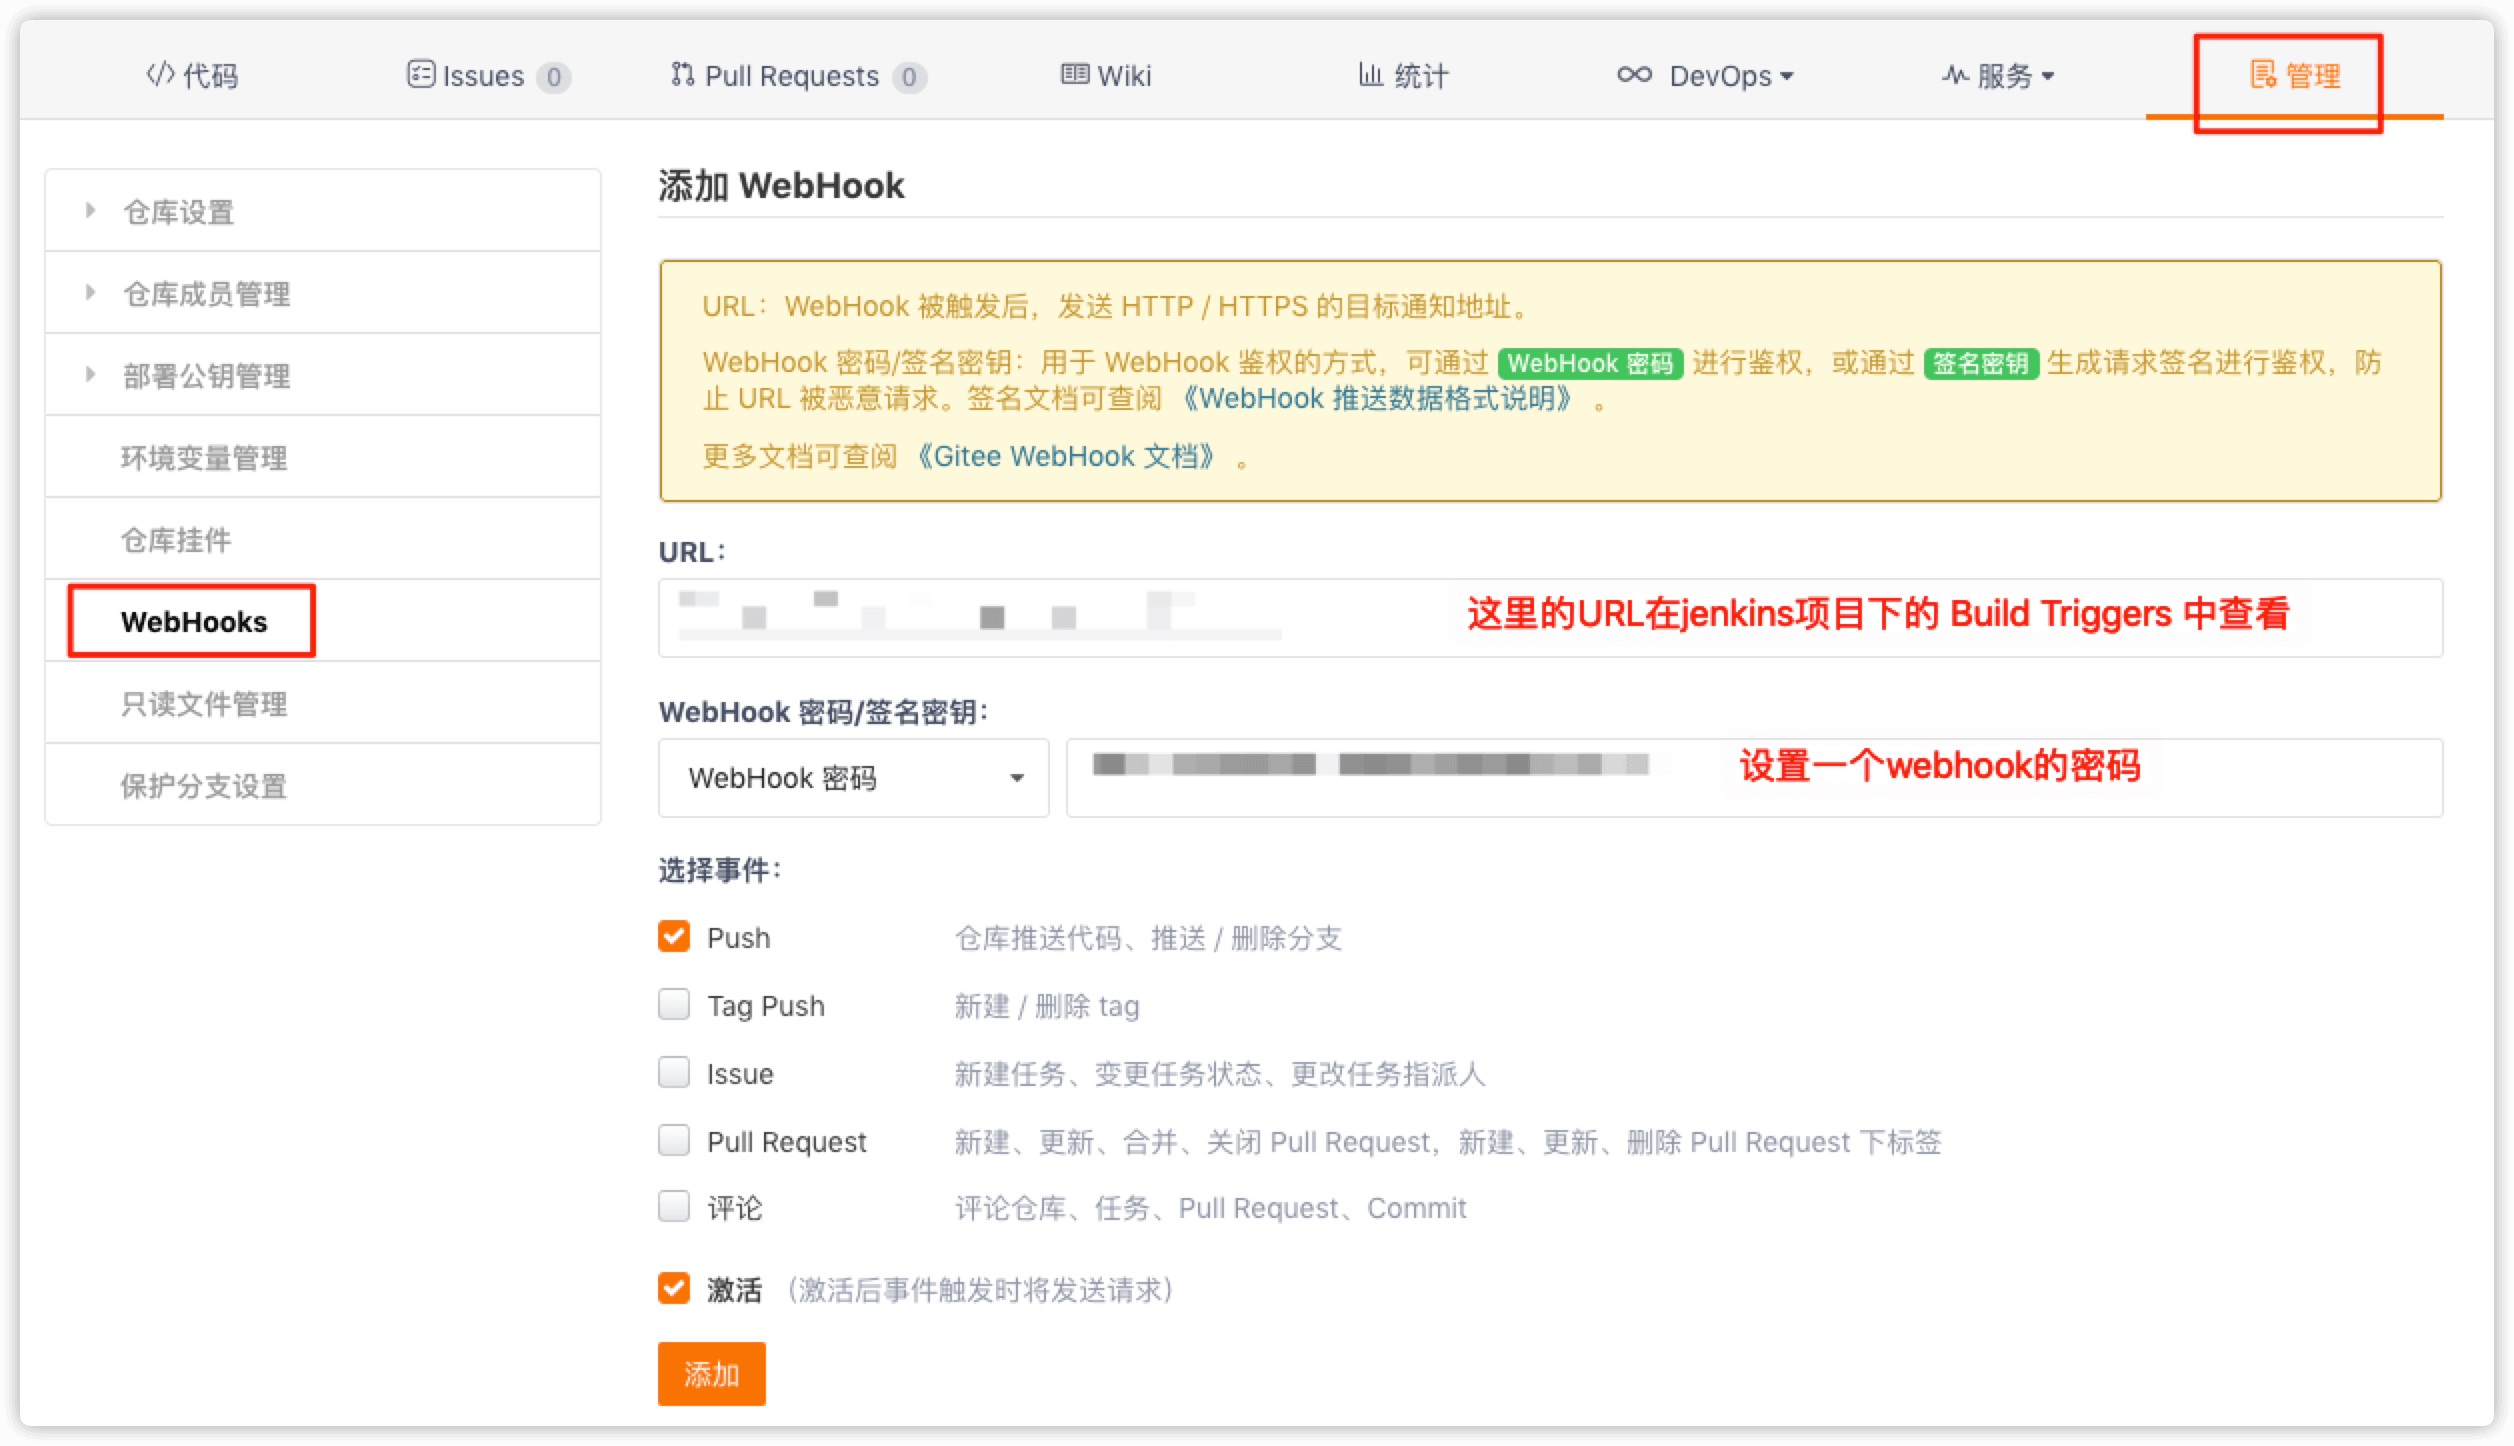 代码 Issues 0 Pull Requests 0 Wiki 统计 DevOps 服务 管理
仓库设置
仓库成员管理
部署公钥管理
环境变量管理
仓库挂件
WebHooks
只读文件管理
保护分支设置
添加 WebHook
URL：WebHook 被触发后，发送 HTTP / HTTPS 的目标通知地址。
WebHook 密码/签名密钥：用于 WebHook 鉴权的方式，可通过 WebHook 密码 进行鉴权，或通过 签名密钥 生成请求签名进行鉴权，防
止 URL 被恶意请求。签名文档可查阅 《WebHook 推送数据格式说明》 。
更多文档可查阅 《Gitee WebHook 文档》 。
URL：
这里的URL在jenkins项目下的 Build Triggers 中查看
WebHook 密码/签名密钥：
WebHook 密码
设置一个webhook的密码
选择事件：
Push 仓库推送代码、推送 / 删除分支
Tag Push 新建 / 删除 tag
Issue 新建任务、变更任务状态、更改任务指派人
Pull Request 新建、更新、合并、关闭 Pull Request，新建、更新、删除 Pull Request 下标签
评论 评论仓库、任务、Pull Request、Commit
激活 （激活后事件触发时将发送请求）
添加